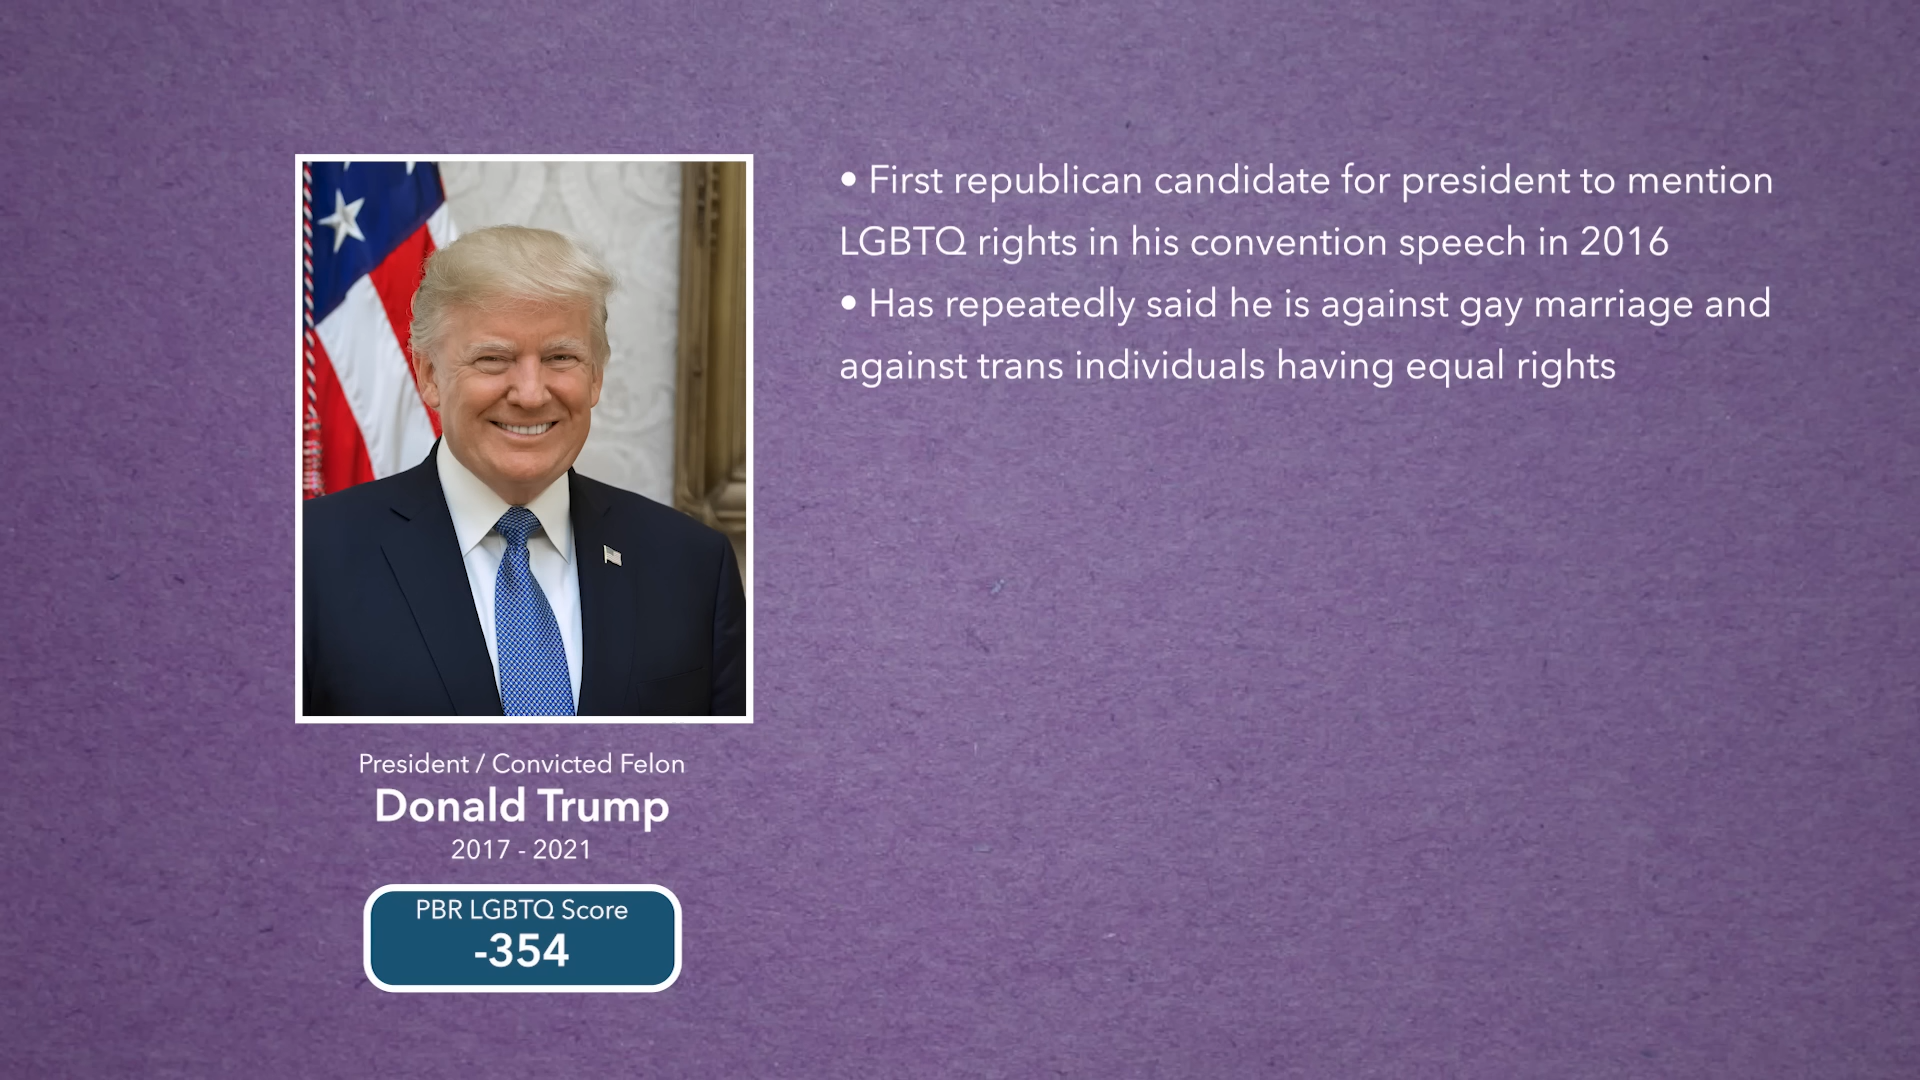 • First republican candidate for president to mention
LGBTQ rights in his convention speech in 2016
• Has repeatedly said he is against gay marriage and
against trans individuals having equal rights
President / Convicted Felon
Donald Trump
2017 - 2021
PBR LGBTQ Score
-354